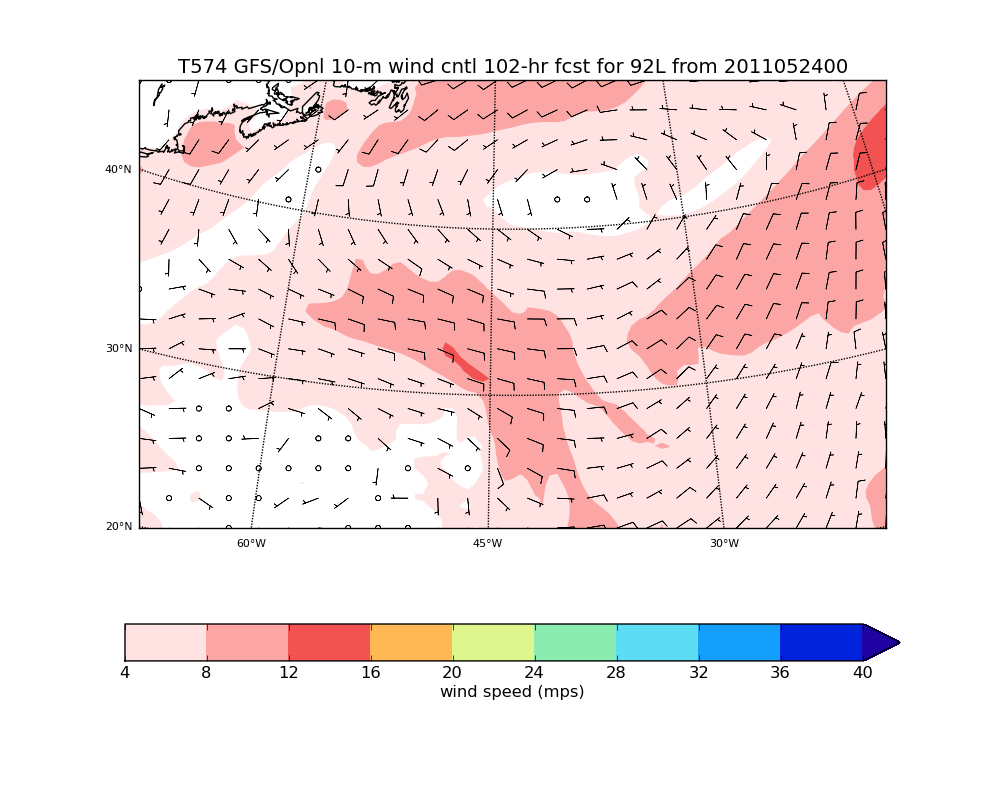 T574 GFS/Opnl 10-m wind cntl 102-hr fcst for 92L from 2011052400
40°N
30°N
20°N
60°W 45°W 30°W
4 8 12 16 20 24 28 32 36 40
wind speed (mps)